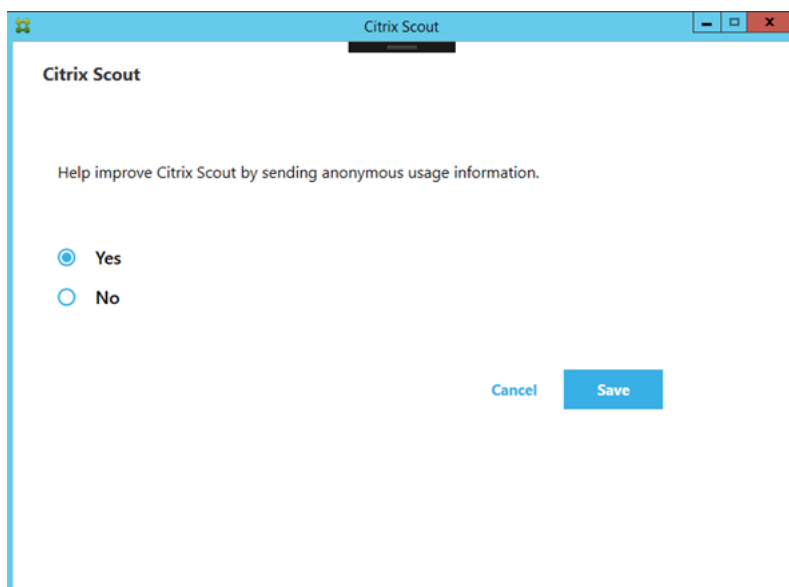 Citrix Scout
Citrix Scout
Help improve Citrix Scout by sending anonymous usage information.
Yes
No
Cancel Save